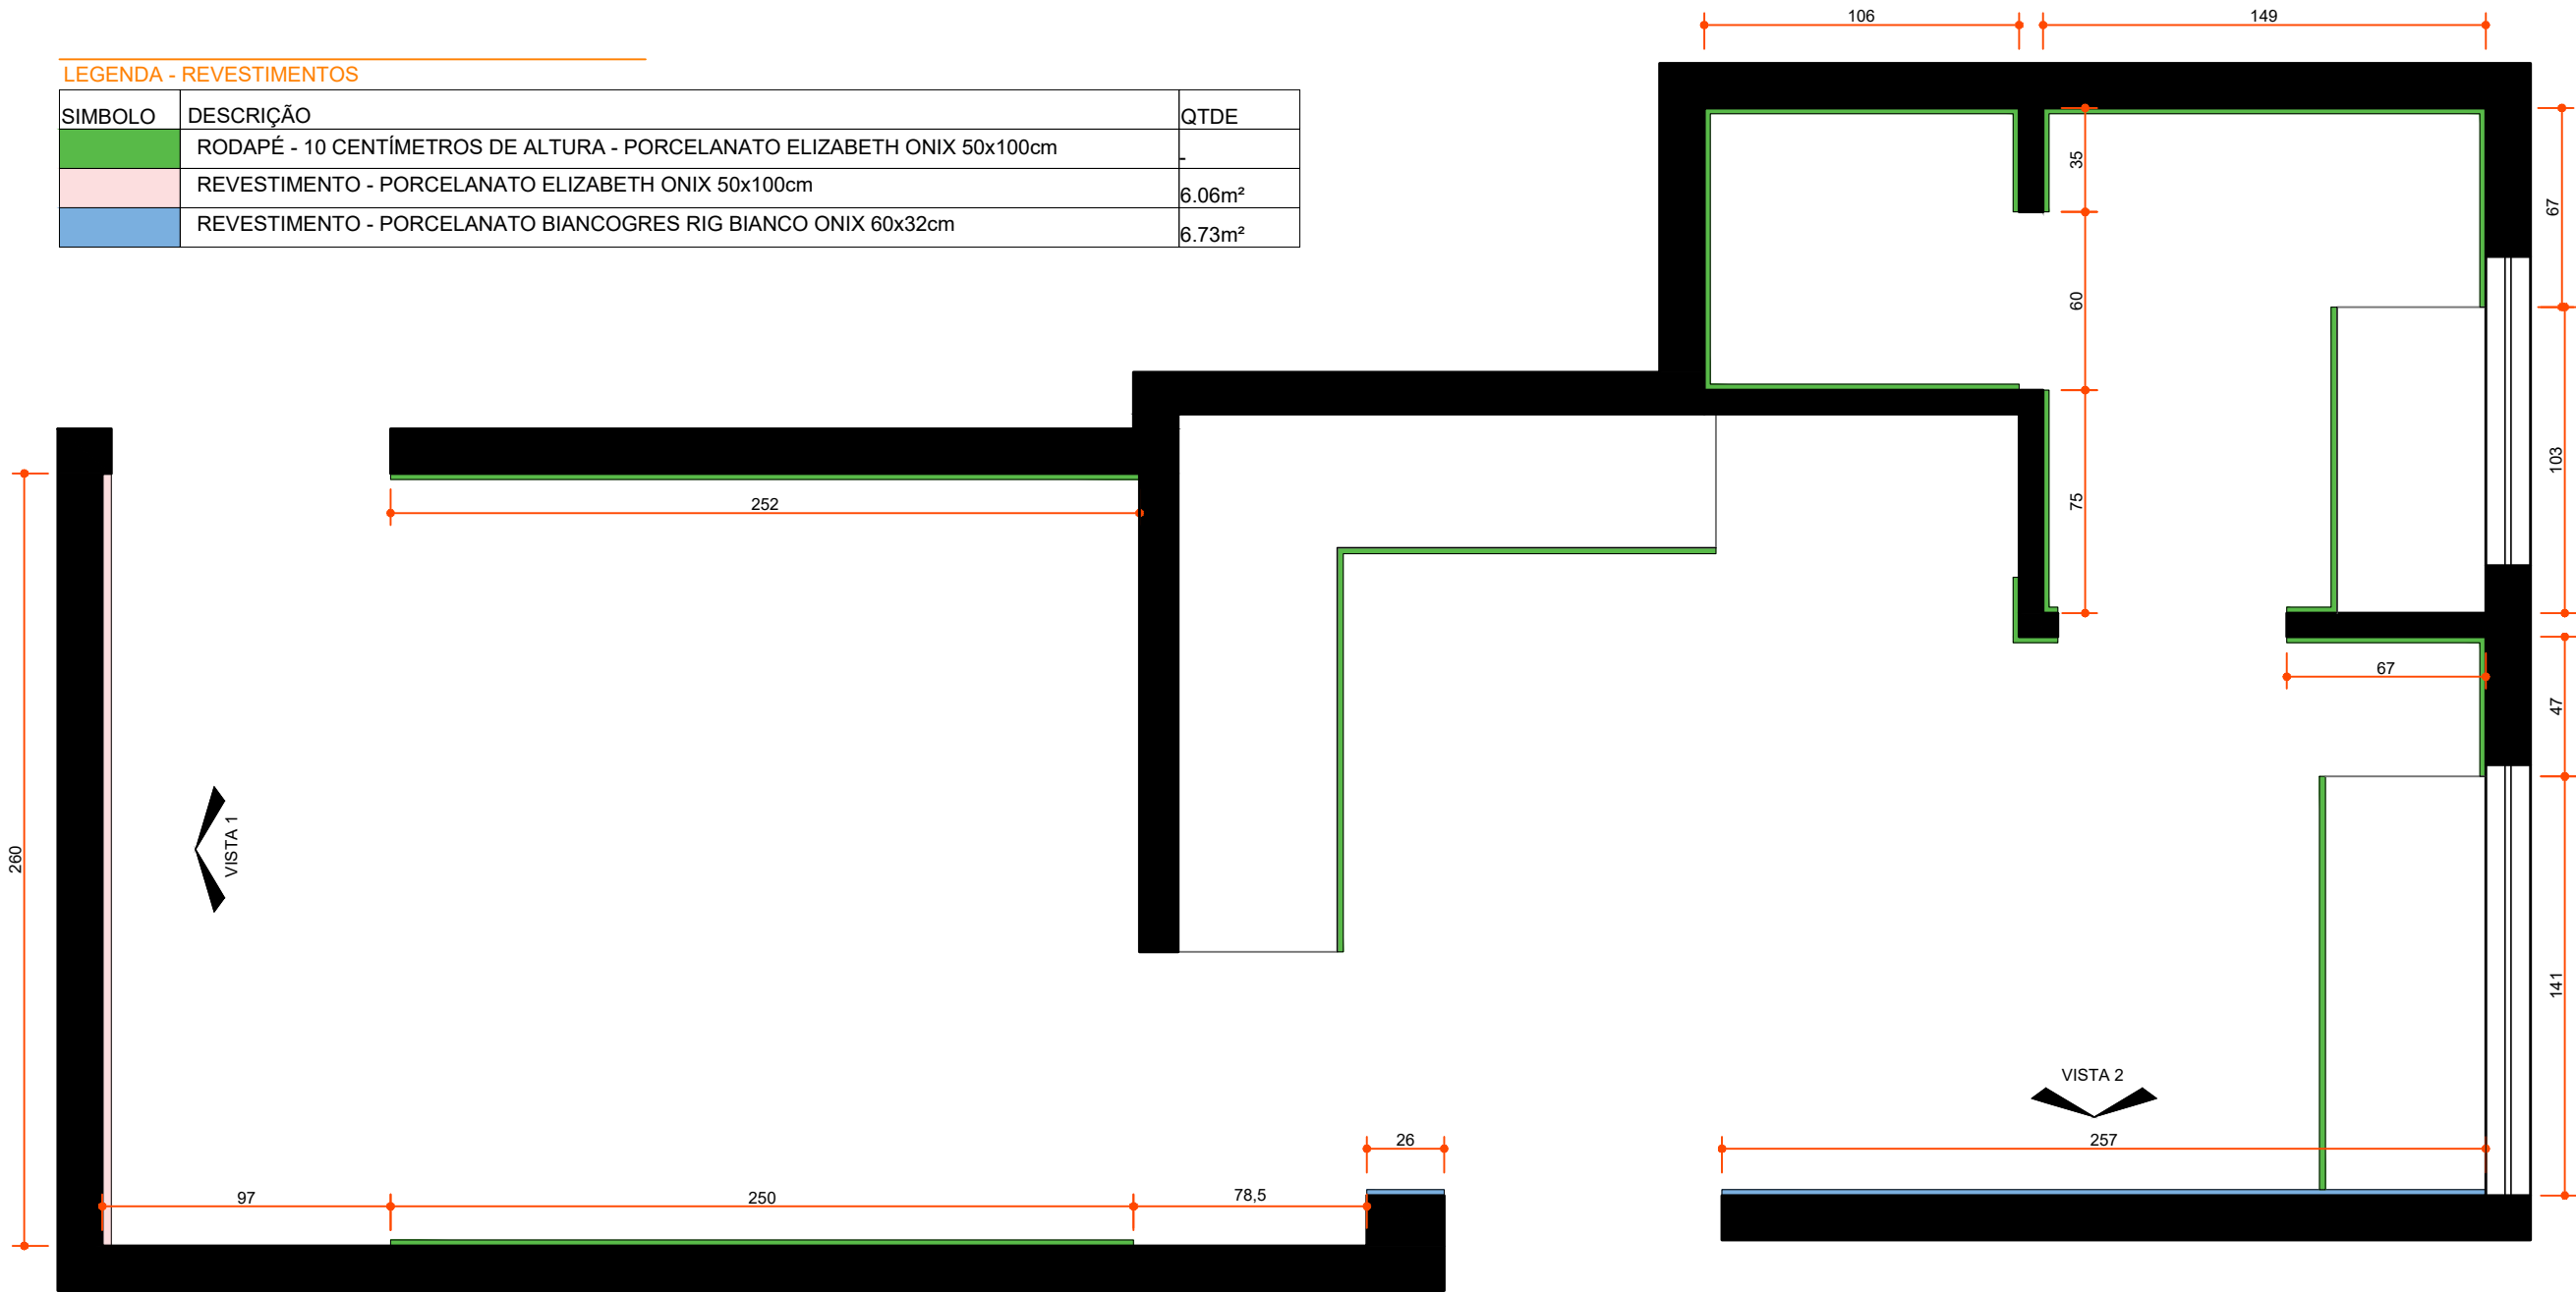 106
149
LEGENDA - REVESTIMENTOS
SIMBOLO DESCRIÇÃO QTDE
RODAPÉ - 10 CENTÍMETROS DE ALTURA - PORCELANATO ELIZABETH ONIX 50x100cm -
REVESTIMENTO - PORCELANATO ELIZABETH ONIX 50x100cm 6.06m²
REVESTIMENTO - PORCELANATO BIANCOGRES RIG BIANCO ONIX 60x32cm 6.73m²
35
67
60
103
252
75
67
47
260
VISTA 1
141
VISTA 2
26
257
97
250
78,5